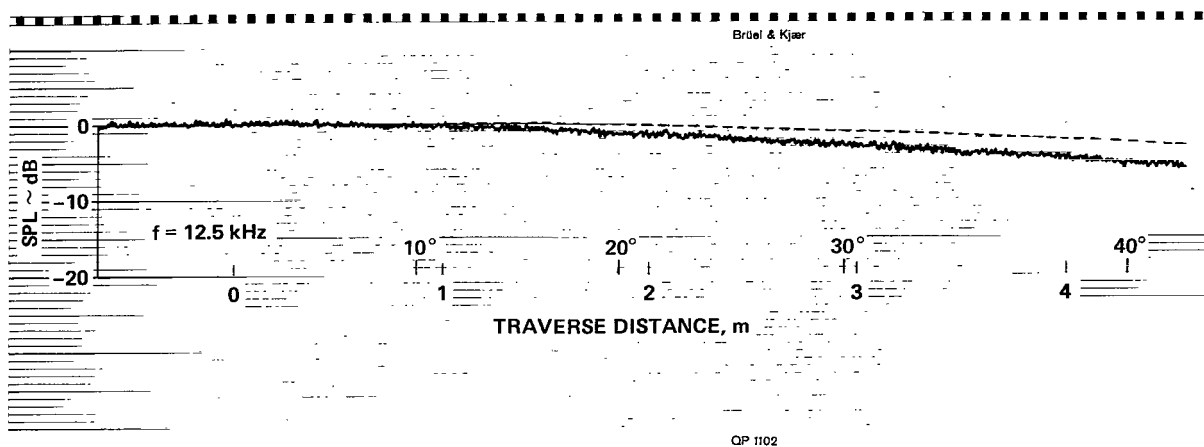 Brüel & Kjær
0
SPL ~ dB
−10
f = 12.5 kHz
10° 20° 30° 40°
−20
0 1 2 3 4
TRAVERSE DISTANCE, m
QP 1102